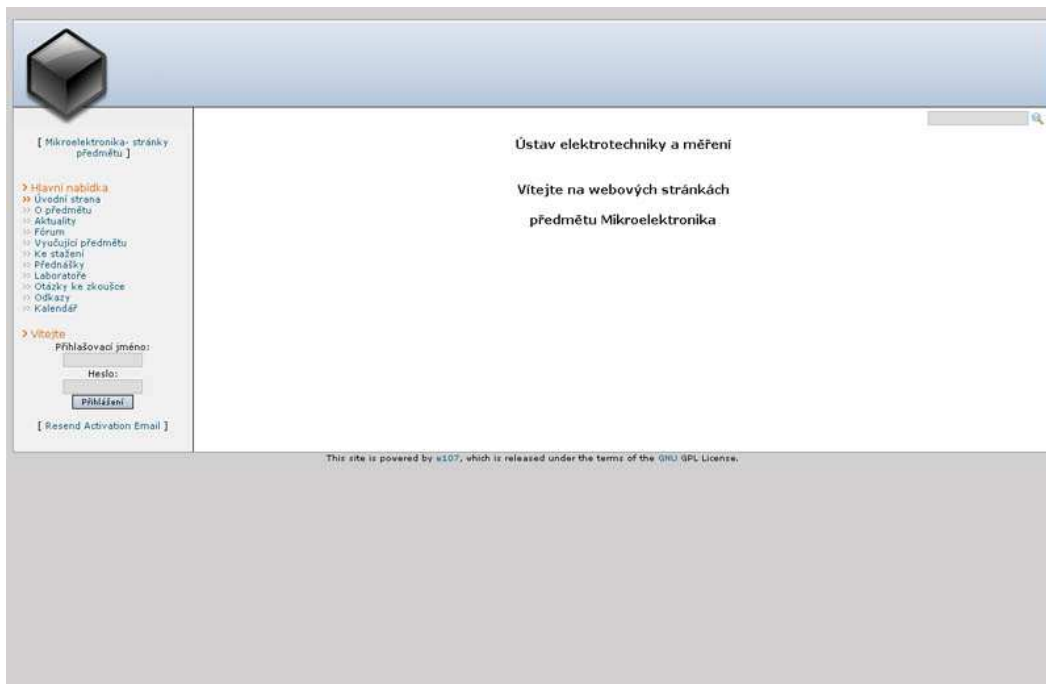 [ Mikroelektronika- stránky
předmětu ]
Hlavní nabídka
Úvodní strana
O předmětu
Aktuality
Fórum
Vyučující předmětu
Ke stažení
Přednášky
Laboratoře
Otázky ke zkoušce
Odkazy
Kalendář
Vítejte
Přihlašovací jméno:
Heslo:
Přihlášení
[ Resend Activation Email ]
Ústav elektrotechniky a měření
Vítejte na webových stránkách
předmětu Mikroelektronika
This site is powered by e107, which is released under the terms of the GNU GPL License.